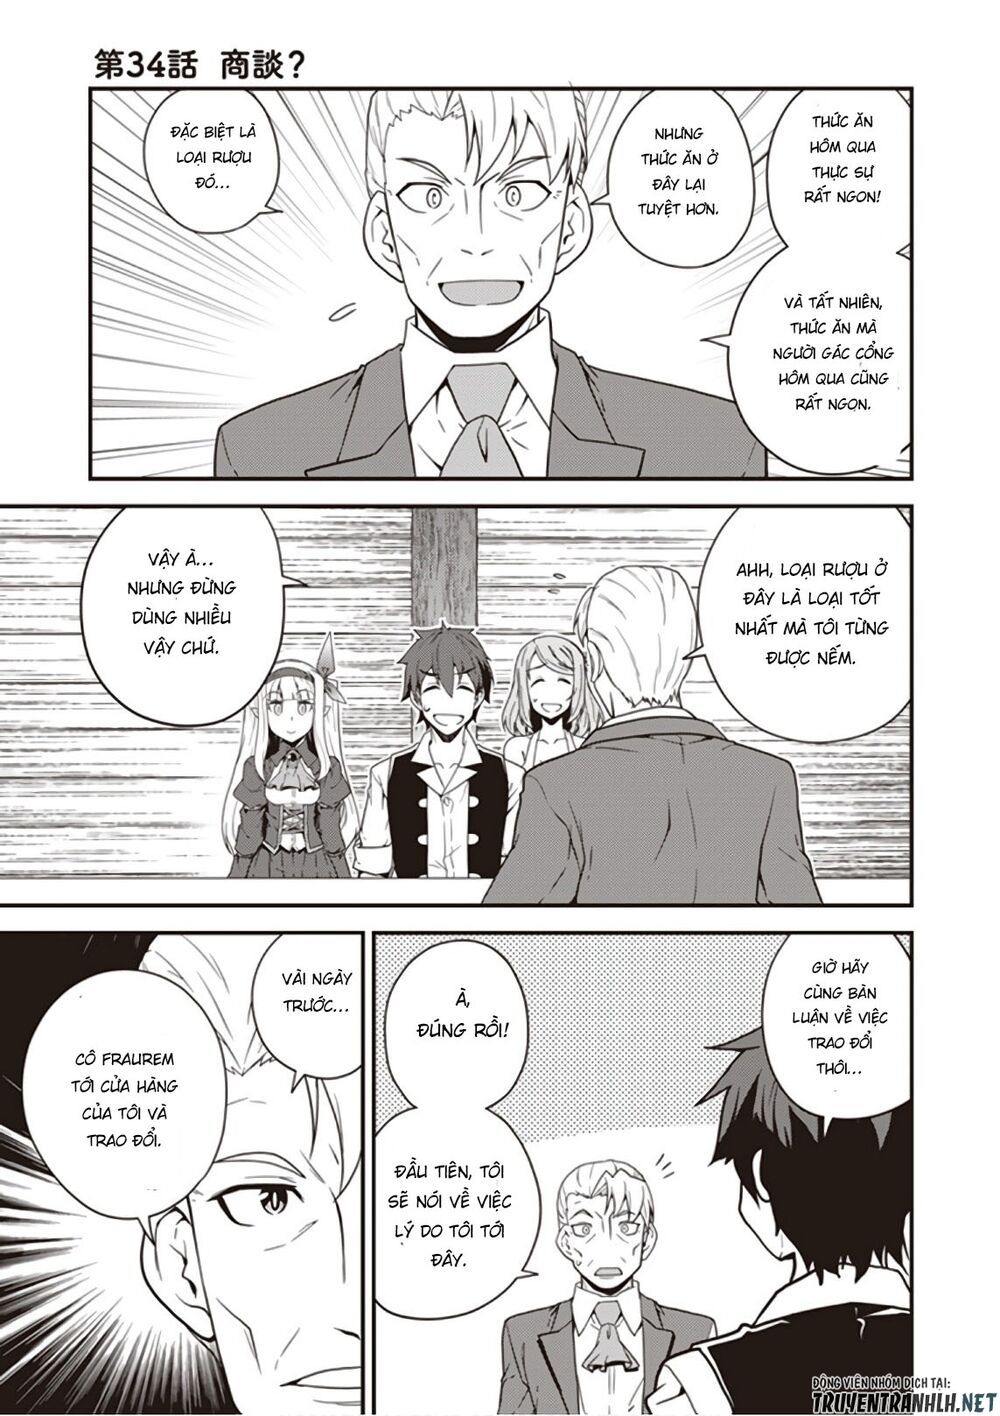 第34話 商談?
THỨC ĂN
HÔM QUA
THỰC SỰ
RẤT NGON!
VÀ TẤT NHIÊN,
THỨC ĂN MÀ
NGƯỜI GÁC CỔNG
HÔM QUA CŨNG
RẤT NGỌN.
NHƯNG
THỨC ĂN Ở
ĐÂY LẠI
TUYỆT HƠN.
ĐẶC BIỆT LÀ
LOẠI RƯỢU
ĐÓ...
AHH, LOẠI RƯỢU Ở
ĐÂY LÀ LOẠI TỐT
NHẤT MÀ TÔI TỪNG
ĐƯỢC NẾM.
VẬY À...
NHƯNG ĐỪNG
DÙNG NHIỀU
VẬY CHỨ.
GIỜ HÃY
CÙNG BÀN
LUẬN VỀ VIỆC
TRAO ĐỔI
THÔI...
À,
ĐÚNG RỒI!
ĐẦU TIÊN, TÔI
SẼ NÓI VỀ VIỆC
LÝ DO TÔI TỚI
ĐÂY.
VÀI NGÀY
TRƯỚC...
CÔ FRAUREM
TỚI CỬA HÀNG
CỦA TÔI VÀ
TRAO ĐỔI.
ĐỘNG VIÊN NHÓM DỊCH TẠI:
TRUYENTRANHLH.NET